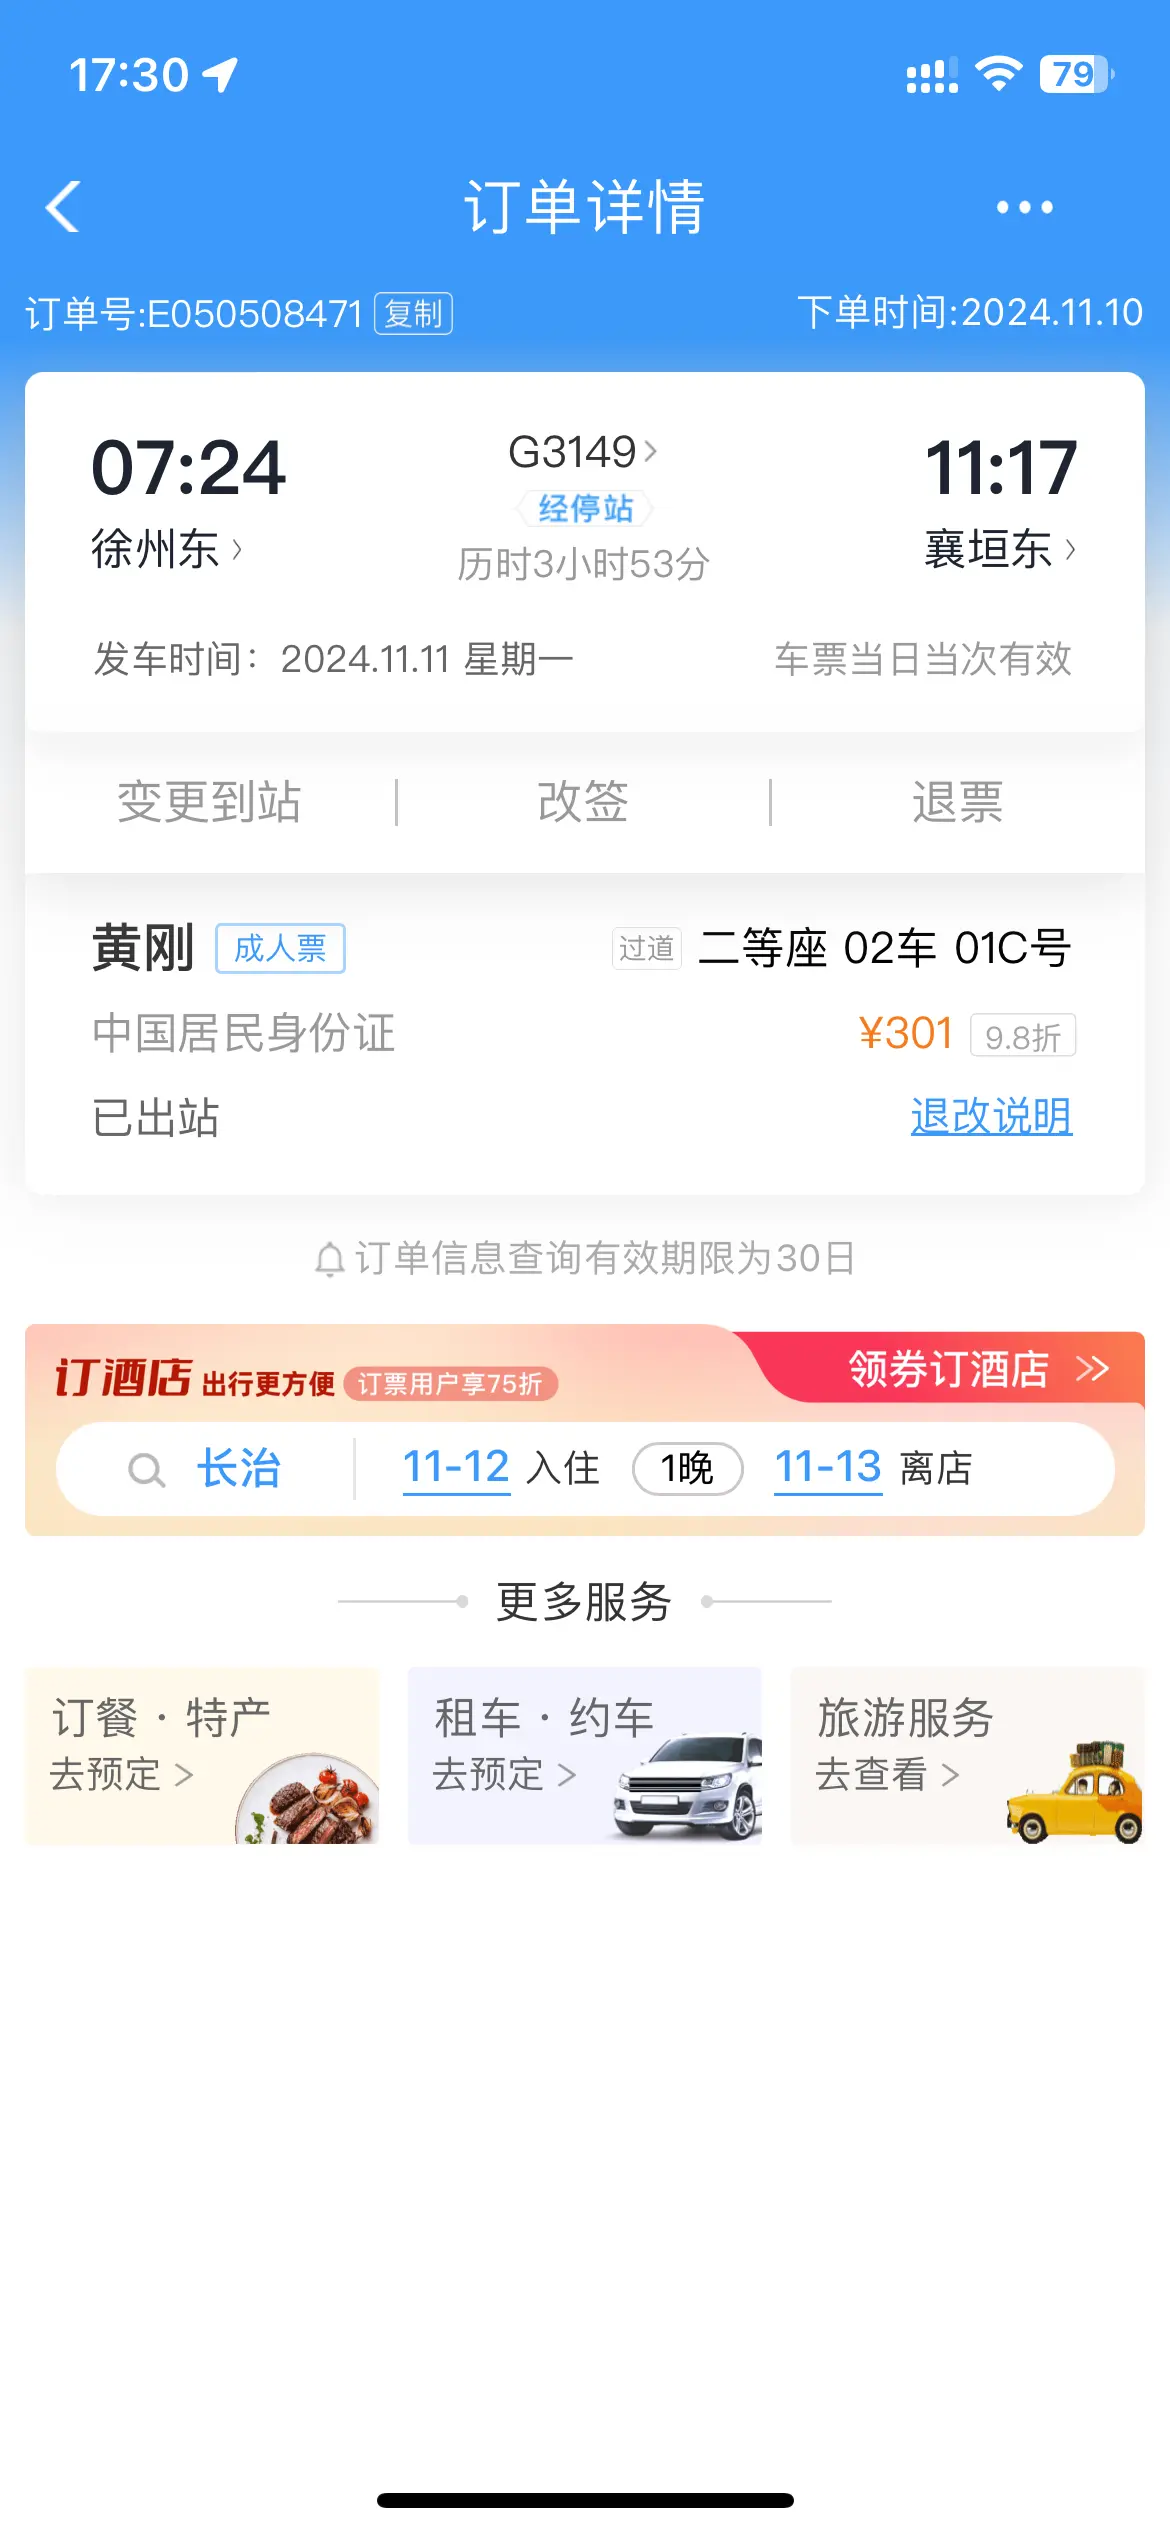 17:30
79
订单详情
订单号:E050508471 复制
下单时间:2024.11.10
07:24 G3149 11:17
经停站
徐州东 襄垣东
历时3小时53分
发车时间：2024.11.11 星期一 车票当日当次有效
变更到站 改签 退票
黄刚 成人票 过道 二等座 02车 01C号
中国居民身份证 ¥301 9.8折
已出站 退改说明
订单信息查询有效期限为30日
订酒店 出行更方便 订票用户享75折 领券订酒店
长治 11-12 入住 1晚 11-13 离店
更多服务
订餐·特产 租车·约车 旅游服务
去预定 去预定 去查看